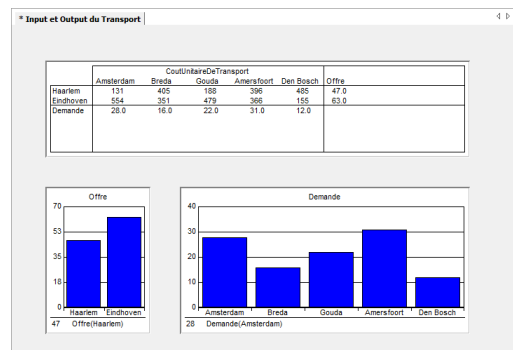 * Input et Output du Transport
CoutUnitaireDeTransport
Amsterdam Breda Gouda Amersfoort Den Bosch Offre
Haarlem 131 405 188 396 485 47.0
Eindhoven 554 351 479 366 155 63.0
Demande 28.0 16.0 22.0 31.0 12.0
Offre
70
53
35
18
0
Haarlem Eindhoven
47 Offre(Haarlem)
Demande
40
30
20
10
0
Amsterdam Breda Gouda Amersfoort Den Bosch
28 Demande(Amsterdam)